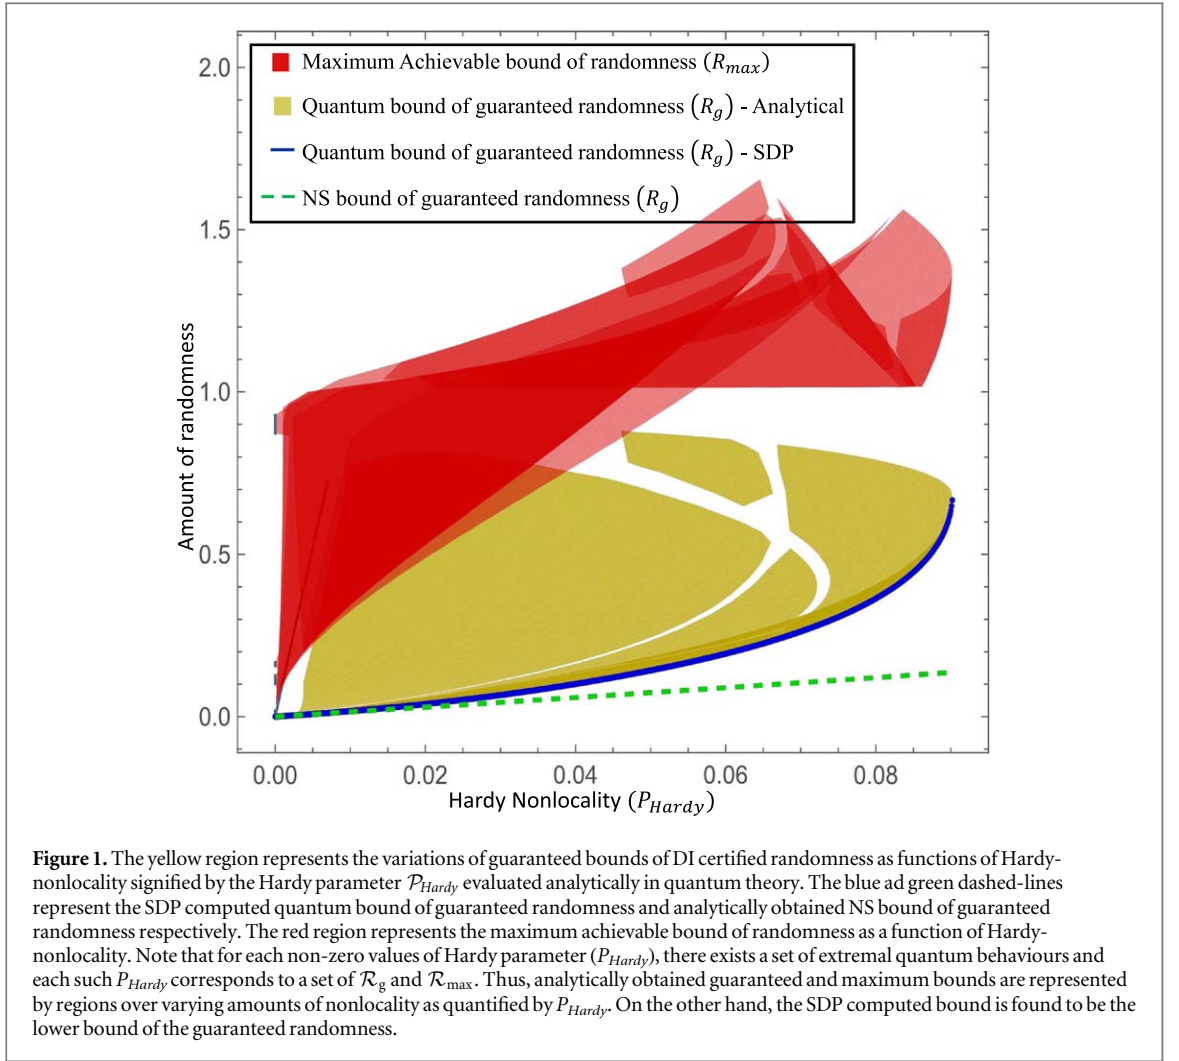 Maximum Achievable bound of randomness (R_max)
Quantum bound of guaranteed randomness (R_g) - Analytical
Quantum bound of guaranteed randomness (R_g) - SDP
NS bound of guaranteed randomness (R_g)
2.0
1.5
1.0
0.5
0.0
Amount of randomness
0.00 0.02 0.04 0.06 0.08
Hardy Nonlocality (P_Hardy)
Figure 1. The yellow region represents the variations of guaranteed bounds of DI certified randomness as functions of Hardy-
nonlocality signified by the Hardy parameter 𝒫_Hardy evaluated analytically in quantum theory. The blue ad green dashed-lines
represent the SDP computed quantum bound of guaranteed randomness and analytically obtained NS bound of guaranteed
randomness respectively. The red region represents the maximum achievable bound of randomness as a function of Hardy-
nonlocality. Note that for each non-zero values of Hardy parameter (P_Hardy), there exists a set of extremal quantum behaviours and
each such P_Hardy corresponds to a set of ℛ_g and ℛ_max. Thus, analytically obtained guaranteed and maximum bounds are represented
by regions over varying amounts of nonlocality as quantified by P_Hardy. On the other hand, the SDP computed bound is found to be the
lower bound of the guaranteed randomness.